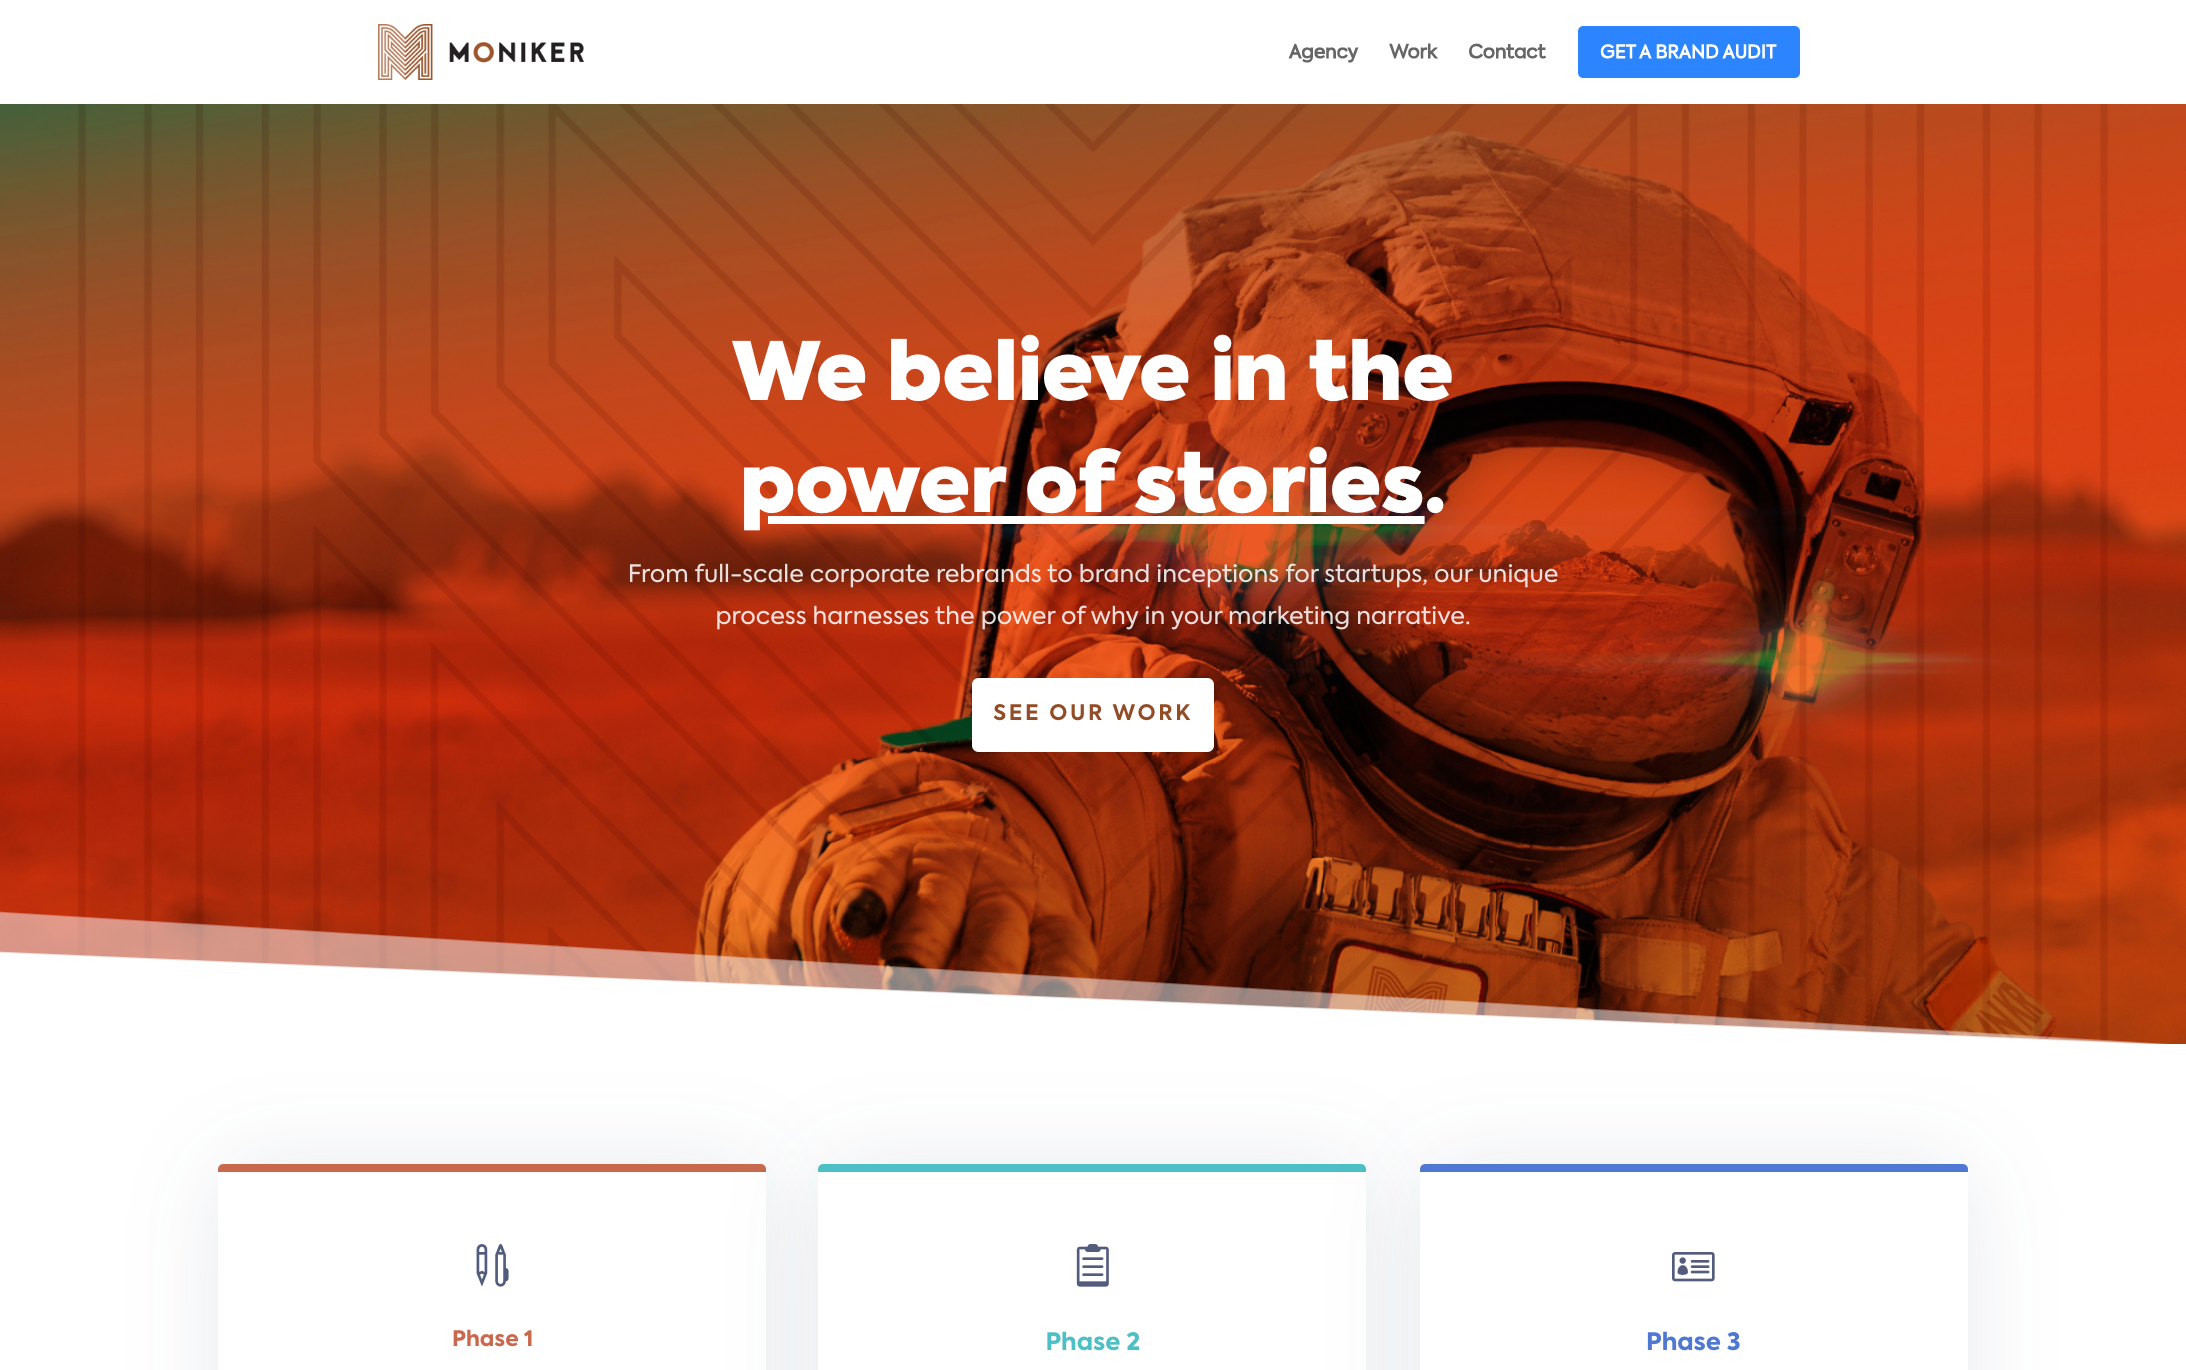 MONIKER
Agency Work Contact GET A BRAND AUDIT
We believe in the
power of stories.
From full-scale corporate rebrands to brand inceptions for startups, our unique
process harnesses the power of why in your marketing narrative.
SEE OUR WORK
Phase 1 Phase 2 Phase 3